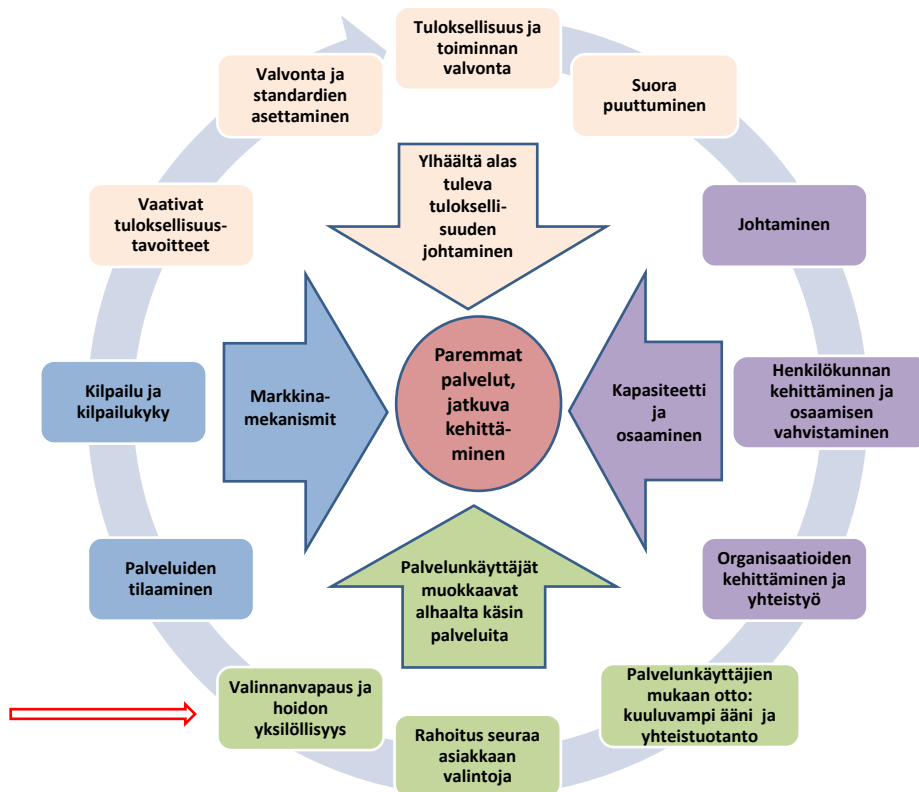 Tuloksellisuus ja
toiminnan
valvonta
Suora
puuttuminen
Johtaminen
Henkilökunnan
kehittäminen ja
osaamisen
vahvistaminen
Organisaatioiden
kehittäminen ja
yhteistyö
Palvelunkäyttäjien
mukaan otto:
kuuluvampi ääni ja
yhteistuotanto
Rahoitus seuraa
asiakkaan
valintoja
Valinnanvapaus ja
hoidon
yksilöllisyys
Palveluiden
tilaaminen
Kilpailu ja
kilpailukyky
Vaativat
tuloksellisuus-
tavoitteet
Valvonta ja
standardien
asettaminen
Ylhäältä alas
tuleva
tulokselli-
suuden
johtaminen
Kapasiteetti
ja
osaaminen
Palvelunkäyttäjät
muokkaavat
alhaalta käsin
palveluita
Markkina-
mekanismit
Paremmat
palvelut,
jatkuva
kehittä-
minen